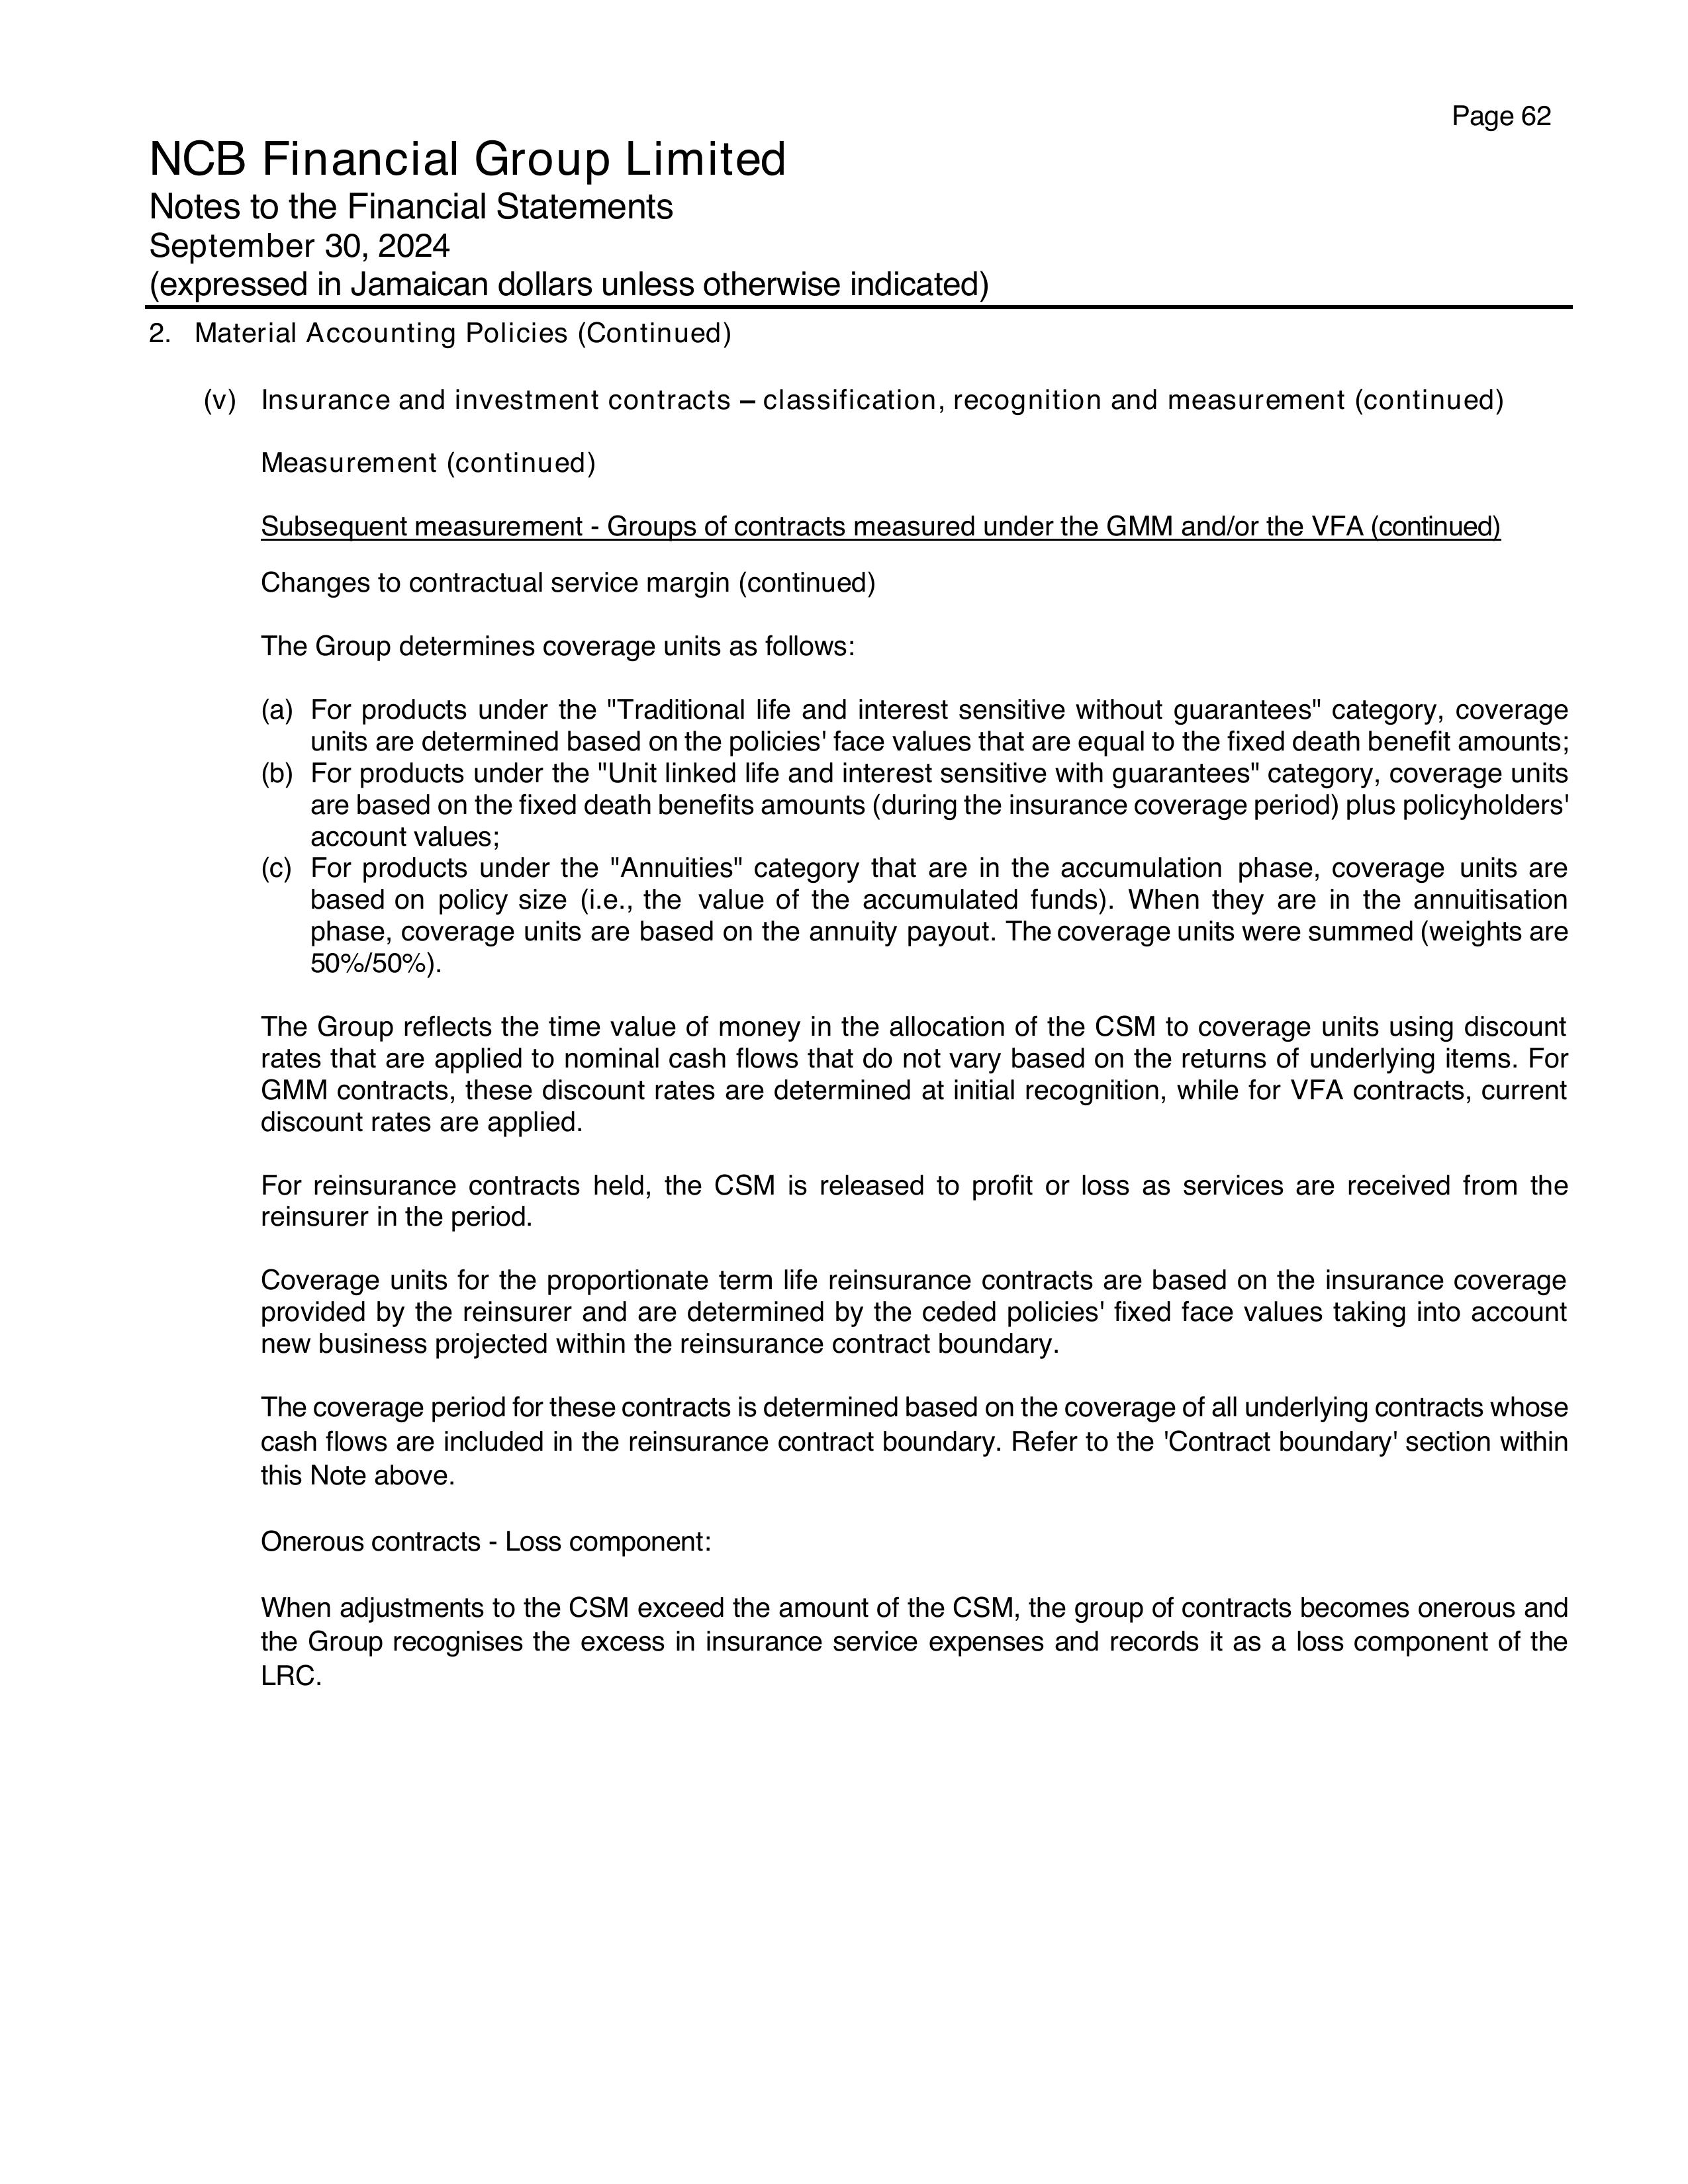 Page 62
NCB Financial Group Limited
Notes to the Financial Statements
September 30, 2024
(expressed in Jamaican dollars unless otherwise indicated)
2. Material Accounting Policies (Continued)
(v) Insurance and investment contracts – classification, recognition and measurement (continued)
Measurement (continued)
Subsequent measurement - Groups of contracts measured under the GMM and/or the VFA (continued)
Changes to contractual service margin (continued)
The Group determines coverage units as follows:
(a) For products under the "Traditional life and interest sensitive without guarantees" category, coverage
units are determined based on the policies' face values that are equal to the fixed death benefit amounts;
(b) For products under the "Unit linked life and interest sensitive with guarantees" category, coverage units
are based on the fixed death benefits amounts (during the insurance coverage period) plus policyholders'
account values;
(c) For products under the "Annuities" category that are in the accumulation phase, coverage units are
based on policy size (i.e., the value of the accumulated funds). When they are in the annuitisation
phase, coverage units are based on the annuity payout. The coverage units were summed (weights are
50%/50%).
The Group reflects the time value of money in the allocation of the CSM to coverage units using discount
rates that are applied to nominal cash flows that do not vary based on the returns of underlying items. For
GMM contracts, these discount rates are determined at initial recognition, while for VFA contracts, current
discount rates are applied.
For reinsurance contracts held, the CSM is released to profit or loss as services are received from the
reinsurer in the period.
Coverage units for the proportionate term life reinsurance contracts are based on the insurance coverage
provided by the reinsurer and are determined by the ceded policies' fixed face values taking into account
new business projected within the reinsurance contract boundary.
The coverage period for these contracts is determined based on the coverage of all underlying contracts whose
cash flows are included in the reinsurance contract boundary. Refer to the 'Contract boundary' section within
this Note above.
Onerous contracts - Loss component:
When adjustments to the CSM exceed the amount of the CSM, the group of contracts becomes onerous and
the Group recognises the excess in insurance service expenses and records it as a loss component of the
LRC.